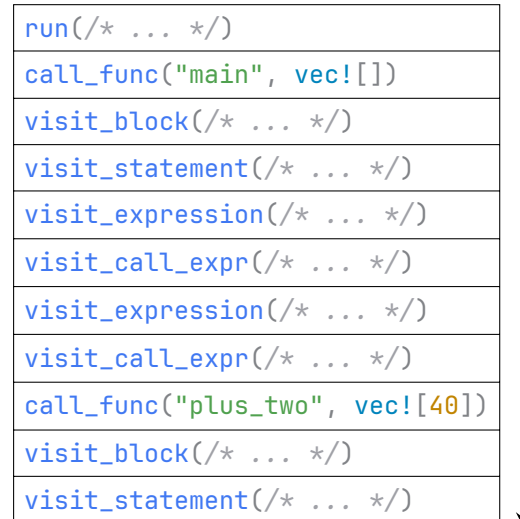 run(/* ... */)
call_func("main", vec![])
visit_block(/* ... */)
visit_statement(/* ... */)
visit_expression(/* ... */)
visit_call_expr(/* ... */)
visit_expression(/* ... */)
visit_call_expr(/* ... */)
call_func("plus_two", vec![40])
visit_block(/* ... */)
visit_statement(/* ... */)